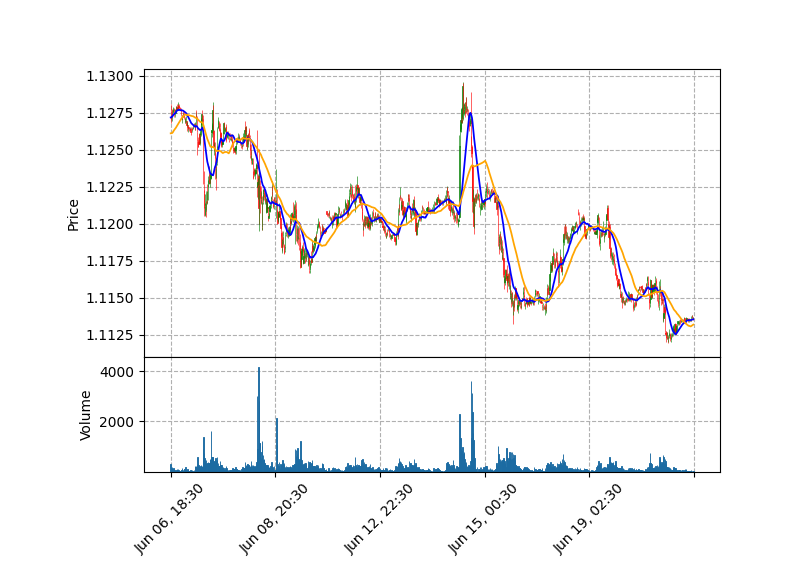 1.1300
1.1275
1.1250
1.1225
1.1200
1.1175
1.1150
1.1125
Price
4000
2000
Volume
Jun 06, 18:30
Jun 08, 20:30
Jun 12, 22:30
Jun 15, 00:30
Jun 19, 02:30